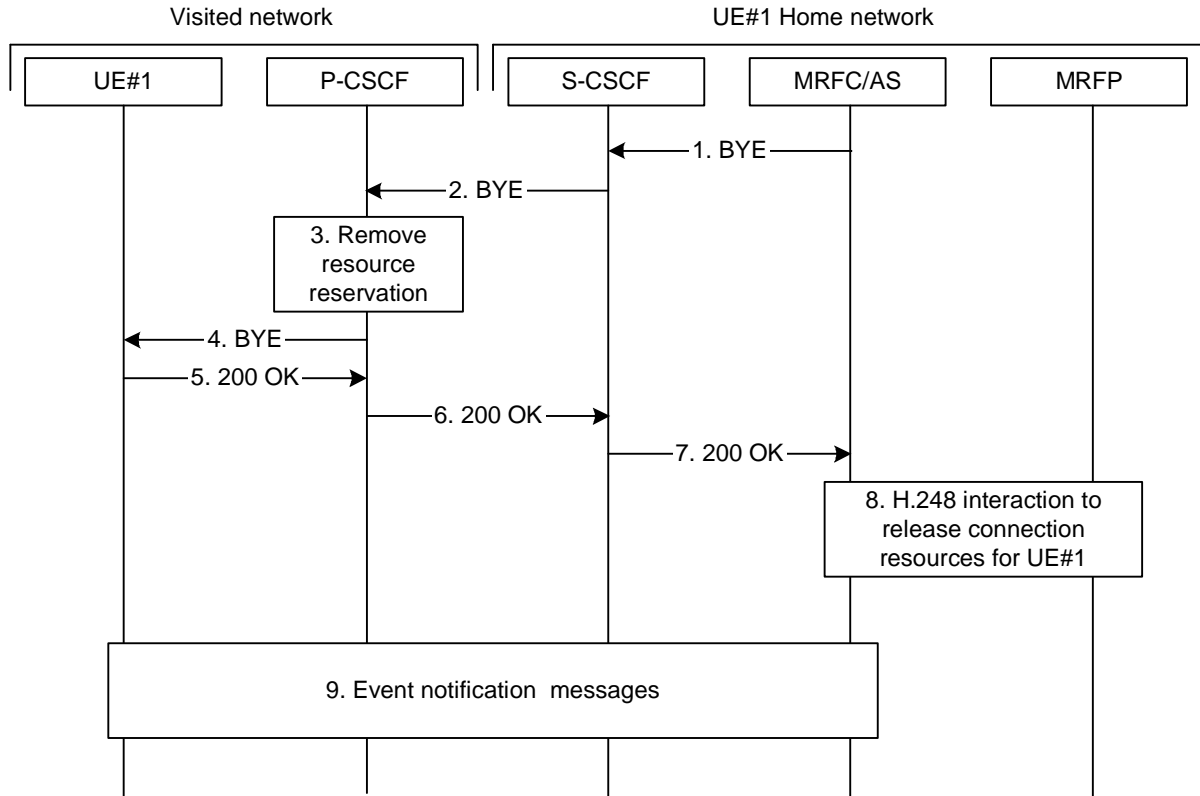 Visited network
UE#1 Home network
UE#1
P-CSCF
S-CSCF
MRFC/AS
MRFP
1. BYE
2. BYE
3. Remove
resource
reservation
4. BYE
5. 200 OK
6. 200 OK
7. 200 OK
8. H.248 interaction to
release connection
resources for UE#1
9. Event notification messages